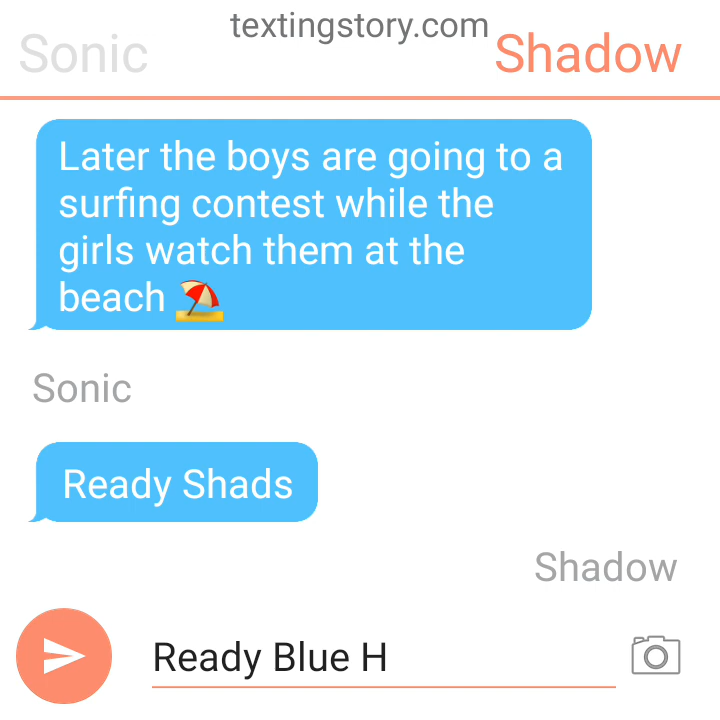 textingstory.com
Sonic
Shadow
Later the boys are going to a
surfing contest while the
girls watch them at the
beach ⛱️
Sonic
Ready Shads
Shadow
Ready Blue H